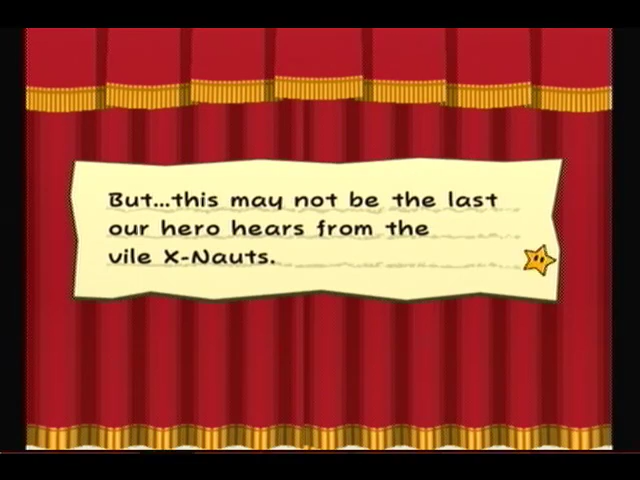 But...this may not be the last
our hero hears from the
vile X-Nauts.